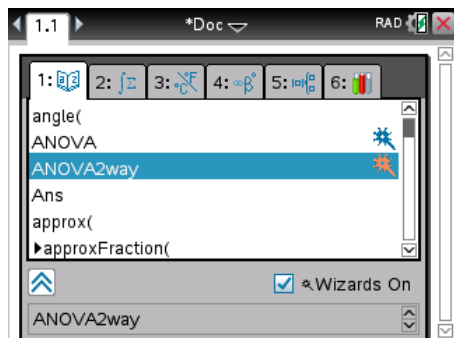 1.1 *Doc RAD
1: 2: ∫Σ 3: °C°F 4: ∞β° 5: 6:
angle(
ANOVA
ANOVA2way
Ans
approx(
▶approxFraction(
Wizards On
ANOVA2way